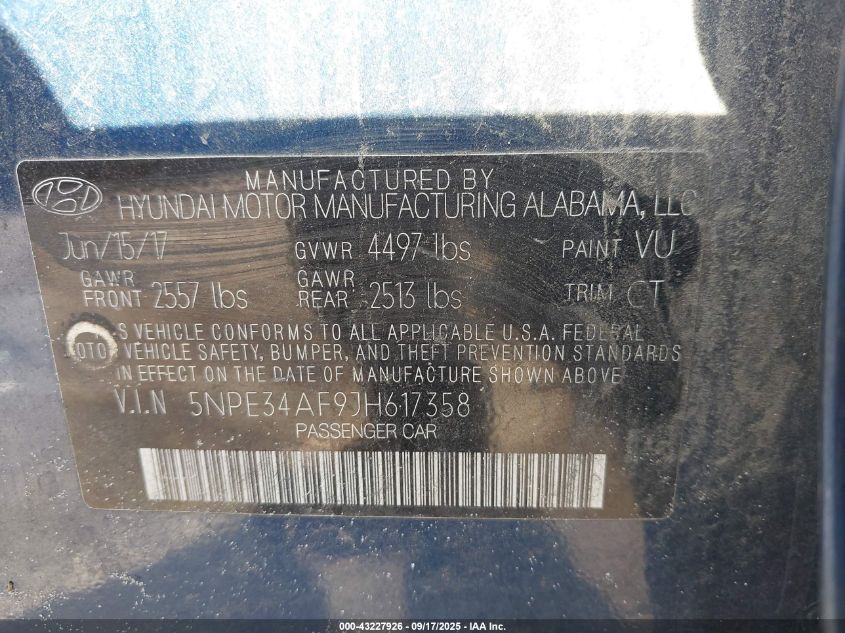 MANUFACTURED BY
HYUNDAI MOTOR MANUFACTURING ALABAMA, LLC
Jun/15/17 GVWR 4497 lbs PAINT VU
GAWR FRONT 2557 lbs GAWR REAR 2513 lbs TRIM CT
S VEHICLE CONFORMS TO ALL APPLICABLE U.S.A. FEDERAL
OTO VEHICLE SAFETY, BUMPER, AND THEFT PREVENTION STANDARDS
IN EFFECT ON THE DATE OF MANUFACTURE SHOWN ABOVE.
V.I.N 5NPE34AF9JH617358
PASSENGER CAR
000-43227926 - 09/17/2025 - IAA Inc.